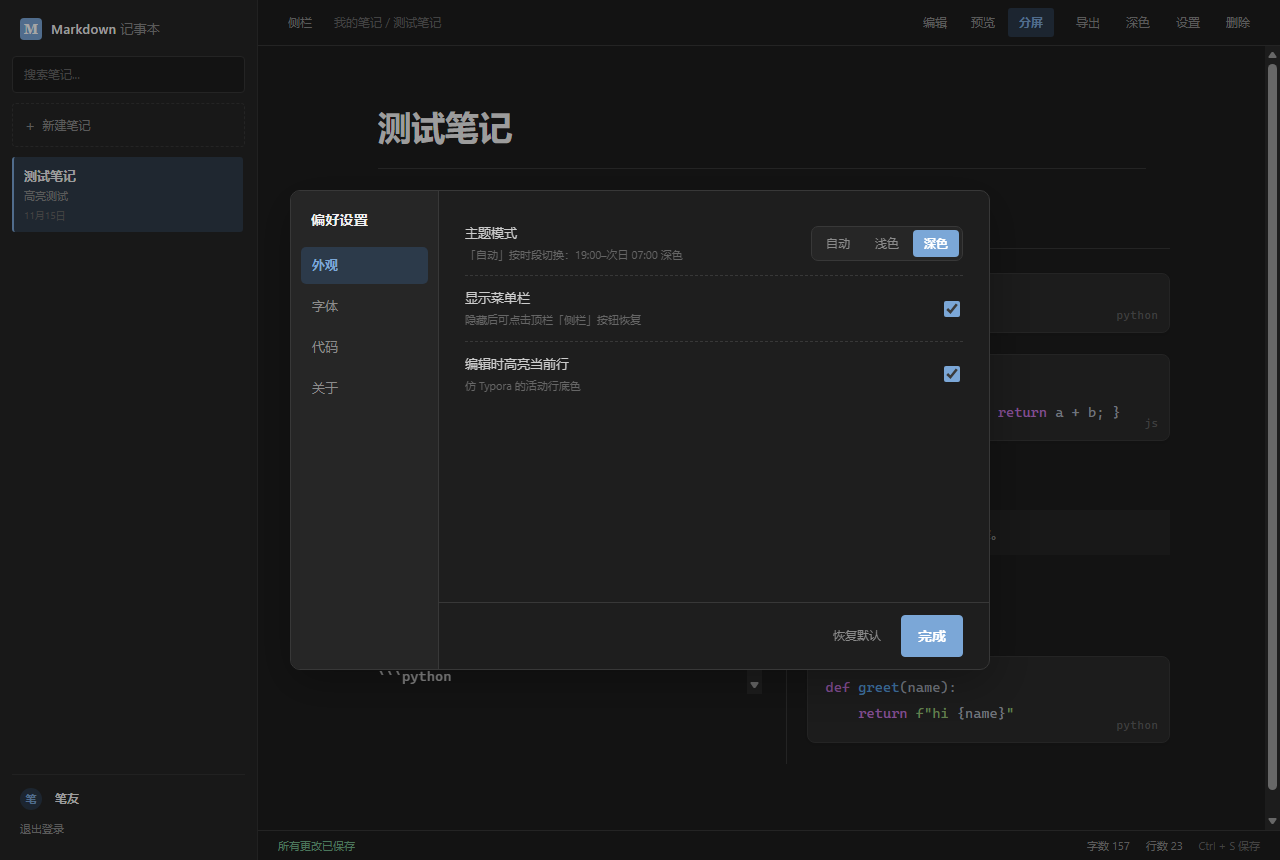 M Markdown 记事本
搜索笔记...
+ 新建笔记
测试笔记
高亮测试
11月15日
笔 笔友
退出登录
侧栏 我的笔记 / 测试笔记 编辑 预览 分屏 导出 深色 设置 删除
测试笔记
偏好设置
外观
字体
代码
关于
主题模式
「自动」按时段切换：19:00–次日 07:00 深色
自动 浅色 深色
显示菜单栏
隐藏后可点击顶栏「侧栏」按钮恢复
编辑时高亮当前行
仿 Typora 的活动行底色
恢复默认 完成
python
return a + b; }
js
。
```python
def greet(name):
return f"hi {name}"
python
所有更改已保存 字数 157 行数 23 Ctrl + S 保存